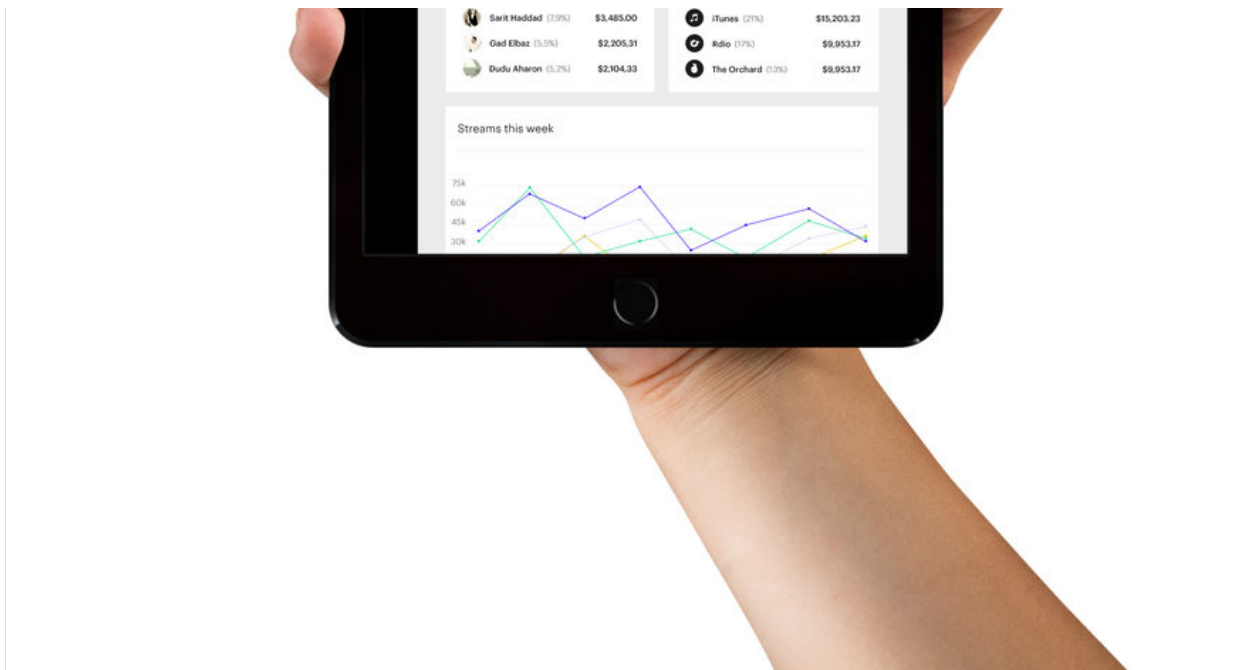 Sarit Haddad (7,9%) $3,485.00
Gad Elbaz (5,5%) $2,205,31
Dudu Aharon (5,2%) $2,104,33
iTunes (21%) $15,203.23
Rdio (17%) $9,953.17
The Orchard (13%) $9,953.17
Streams this week
75k
60k
45k
30k